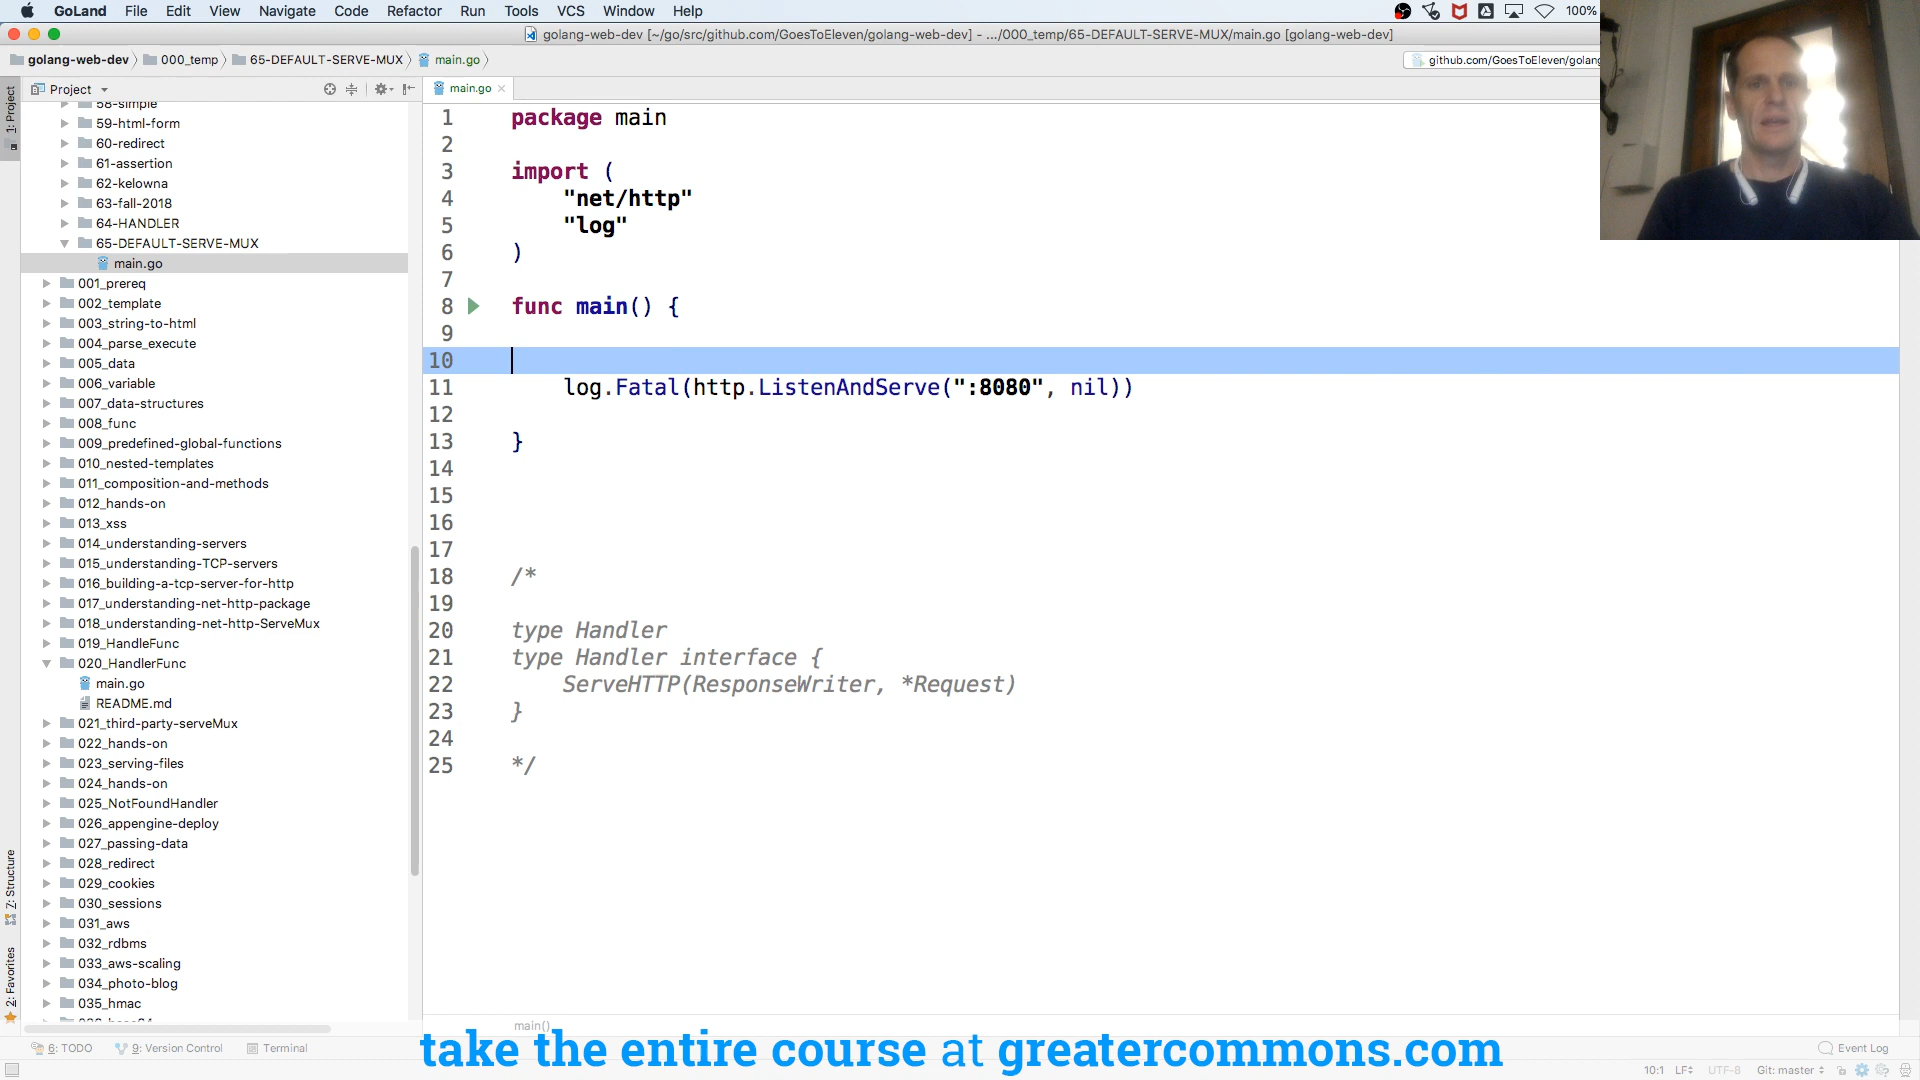 GoLand File Edit View Navigate Code Refactor Run Tools VCS Window Help 100%
golang-web-dev [~/go/src/github.com/GoesToEleven/golang-web-dev] - .../000_temp/65-DEFAULT-SERVE-MUX/main.go [golang-web-dev]
golang-web-dev 000_temp 65-DEFAULT-SERVE-MUX main.go github.com/GoesToEleven/golang
Project main.go
1: Project
58-simple
59-html-form
60-redirect
61-assertion
62-kelowna
63-fall-2018
64-HANDLER
65-DEFAULT-SERVE-MUX
main.go
001_prereq
002_template
003_string-to-html
004_parse_execute
005_data
006_variable
007_data-structures
008_func
009_predefined-global-functions
010_nested-templates
011_composition-and-methods
012_hands-on
013_xss
014_understanding-servers
015_understanding-TCP-servers
016_building-a-tcp-server-for-http
017_understanding-net-http-package
018_understanding-net-http-ServeMux
019_HandleFunc
020_HandlerFunc
main.go
README.md
021_third-party-serveMux
022_hands-on
023_serving-files
024_hands-on
025_NotFoundHandler
026_appengine-deploy
027_passing-data
028_redirect
029_cookies
030_sessions
031_aws
032_rdbms
033_aws-scaling
034_photo-blog
035_hmac
7: Structure
2: Favorites
1 package main
2
3 import (
4 "net/http"
5 "log"
6 )
7
8 func main() {
9
10
11 log.Fatal(http.ListenAndServe(":8080", nil))
12
13 }
14
15
16
17
18 /*
19
20 type Handler
21 type Handler interface {
22 ServeHTTP(ResponseWriter, *Request)
23 }
24
25 */
main()
take the entire course at greatercommons.com
6: TODO 9: Version Control Terminal Event Log
10:1 LF UTF-8 Git: master